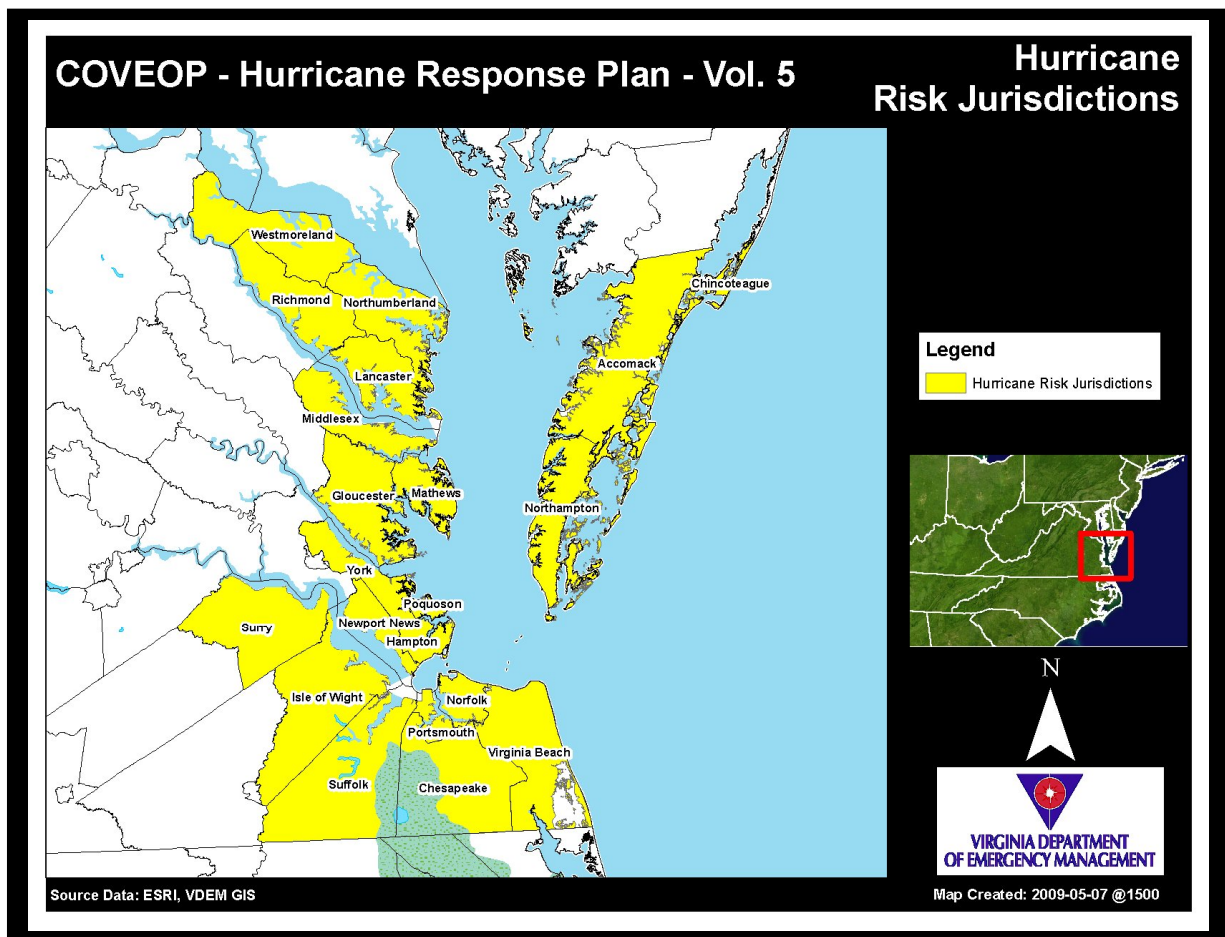 COVEOP - Hurricane Response Plan - Vol. 5
Hurricane
Risk Jurisdictions
Westmoreland
Richmond
Northumberland
Chincoteague
Accomack
Lancaster
Middlesex
Gloucester
Mathews
Northampton
York
Poquoson
Newport News
Hampton
Surry
Isle of Wight
Norfolk
Portsmouth
Virginia Beach
Suffolk
Chesapeake
Legend
Hurricane Risk Jurisdictions
N
VIRGINIA DEPARTMENT
OF EMERGENCY MANAGEMENT
Source Data: ESRI, VDEM GIS
Map Created: 2009-05-07 @1500